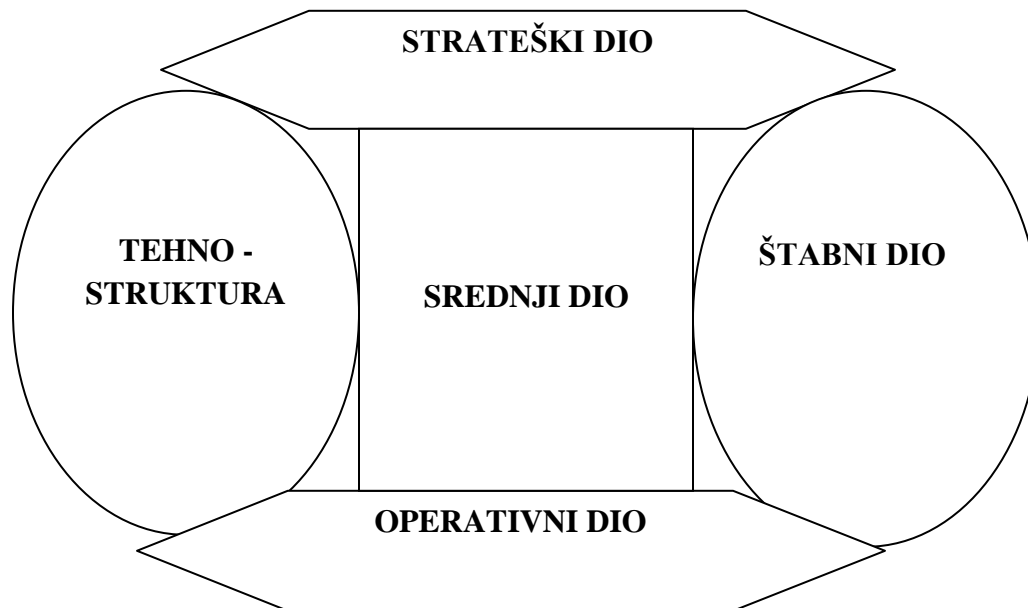 STRATEŠKI DIO
TEHNO -
STRUKTURA
SREDNJI DIO
ŠTABNI DIO
OPERATIVNI DIO